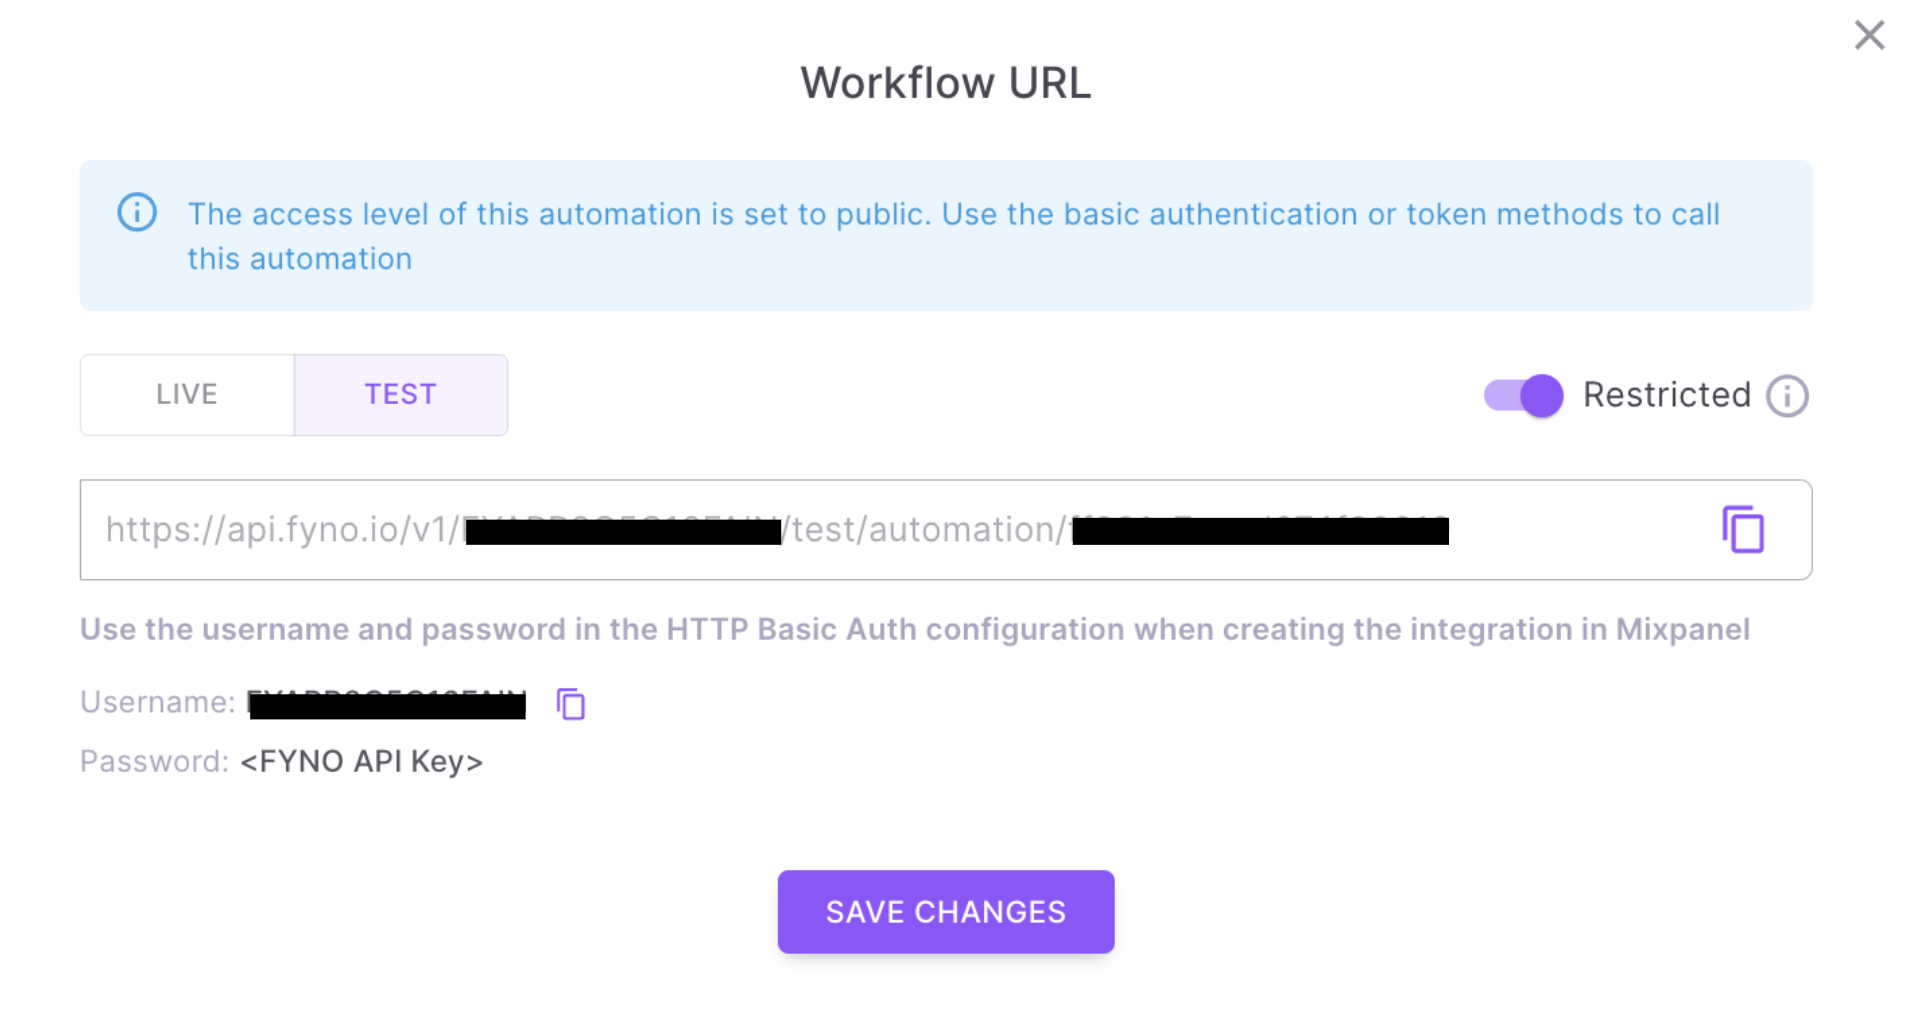 Workflow URL
The access level of this automation is set to public. Use the basic authentication or token methods to call
this automation
LIVE
TEST
Restricted
https://api.fyno.io/v1/ /test/automation/
Use the username and password in the HTTP Basic Auth configuration when creating the integration in Mixpanel
Username:
Password: <FYNO API Key>
SAVE CHANGES